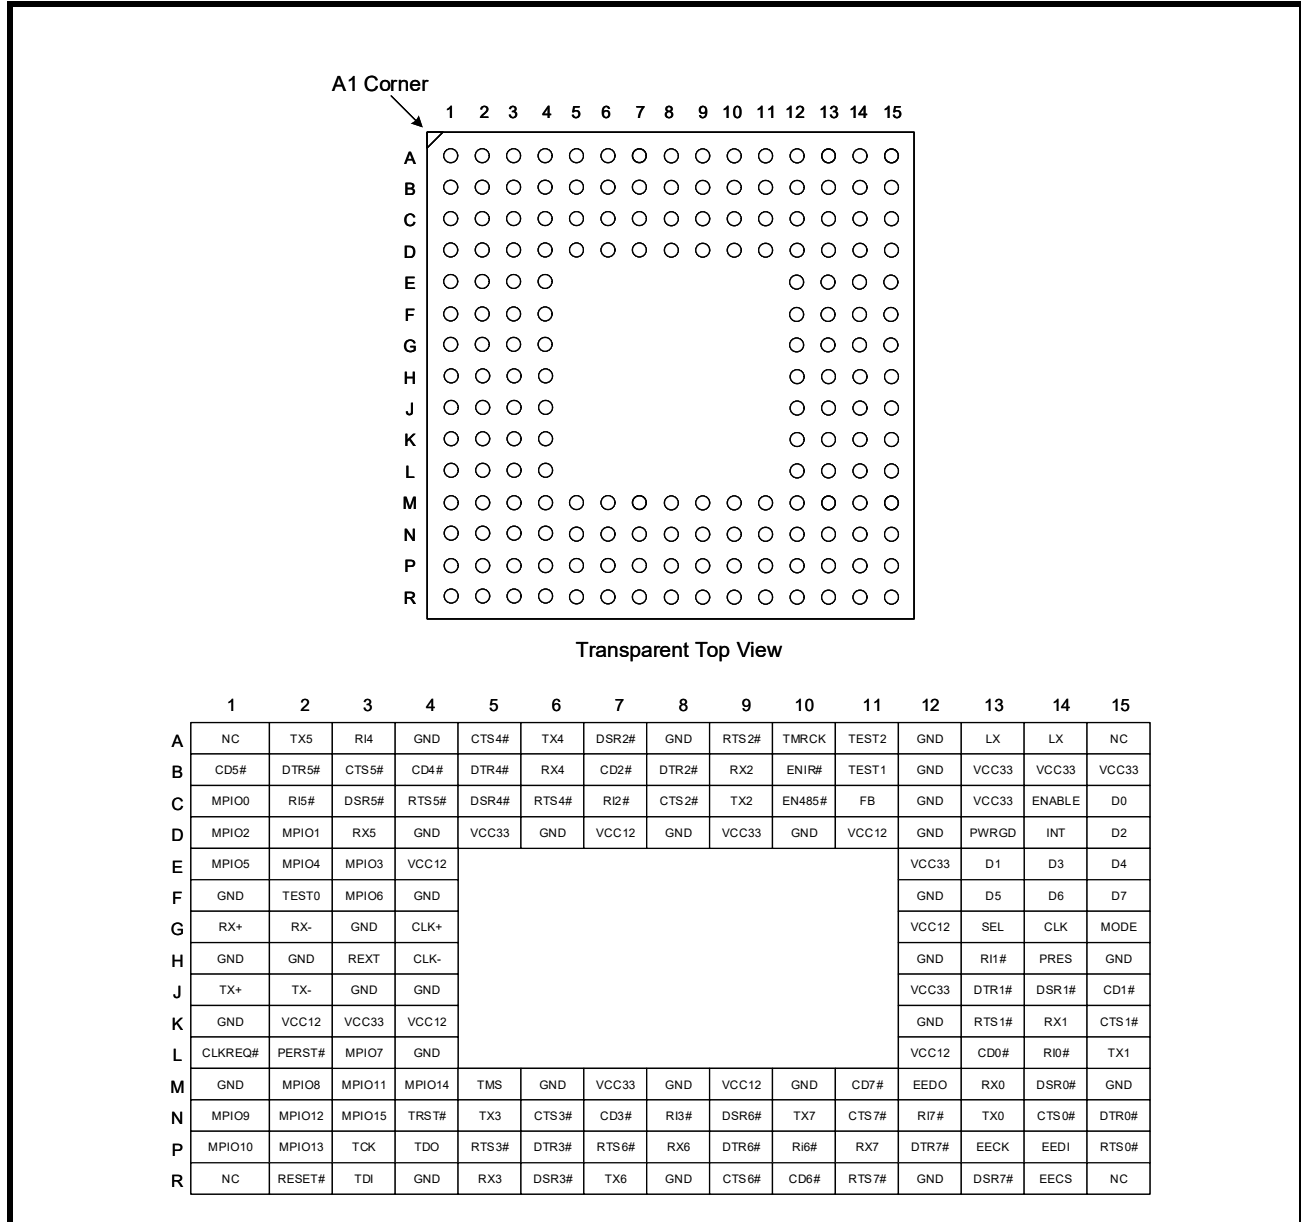 A1 Corner
1 2 3 4 5 6 7 8 9 10 11 12 13 14 15
A
B
C
D
E
F
G
H
J
K
L
M
N
P
R
Transparent Top View
1 2 3 4 5 6 7 8 9 10 11 12 13 14 15
A NC TX5 RI4 GND CTS4# TX4 DSR2# GND RTS2# TMRCK TEST2 GND LX LX NC
B CD5# DTR5# CTS5# CD4# DTR4# RX4 CD2# DTR2# RX2 ENIR# TEST1 GND VCC33 VCC33 VCC33
C MPIO0 RI5# DSR5# RTS5# DSR4# RTS4# RI2# CTS2# TX2 EN485# FB GND VCC33 ENABLE D0
D MPIO2 MPIO1 RX5 GND VCC33 GND VCC12 GND VCC33 GND VCC12 GND PWRGD INT D2
E MPIO5 MPIO4 MPIO3 VCC12 VCC33 D1 D3 D4
F GND TEST0 MPIO6 GND GND D5 D6 D7
G RX+ RX- GND CLK+ VCC12 SEL CLK MODE
H GND GND REXT CLK- GND RI1# PRES GND
J TX+ TX- GND GND VCC33 DTR1# DSR1# CD1#
K GND VCC12 VCC33 VCC12 GND RTS1# RX1 CTS1#
L CLKREQ# PERST# MPIO7 GND VCC12 CD0# RI0# TX1
M GND MPIO8 MPIO11 MPIO14 TMS GND VCC33 GND VCC12 GND CD7# EEDO RX0 DSR0# GND
N MPIO9 MPIO12 MPIO15 TRST# TX3 CTS3# CD3# RI3# DSR6# TX7 CTS7# RI7# TX0 CTS0# DTR0#
P MPIO10 MPIO13 TCK TDO RTS3# DTR3# RTS6# RX6 DTR6# Ri6# RX7 DTR7# EECK EEDI RTS0#
R NC RESET# TDI GND RX3 DSR3# TX6 GND CTS6# CD6# RTS7# GND DSR7# EECS NC